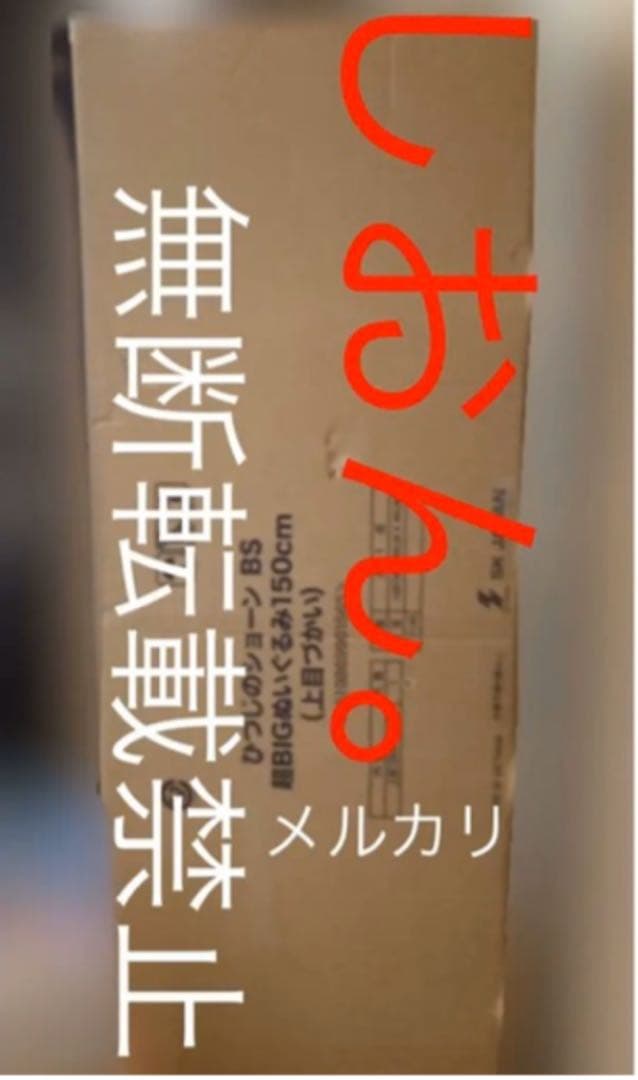 しおん。
無断転載禁止
メルカリ
ひつじのショーン BS
超BIGぬいぐるみ150cm
(上目づかい)
SK JAPAN